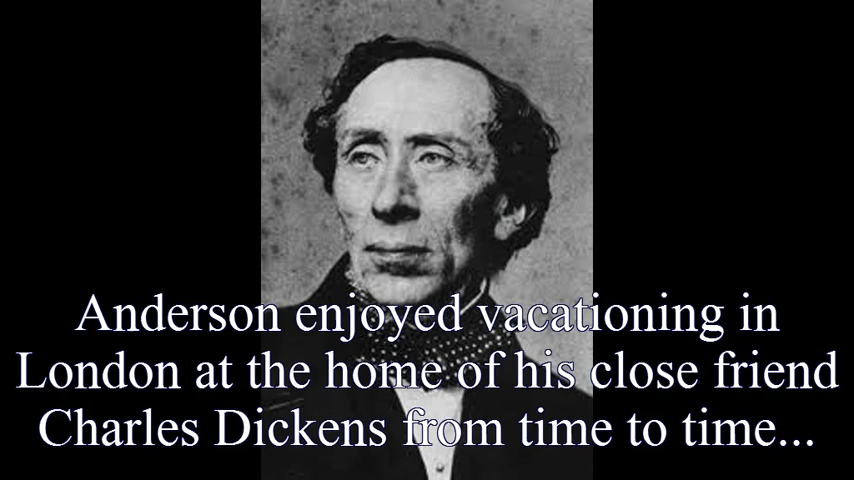 Anderson enjoyed vacationing in
London at the home of his close friend
Charles Dickens from time to time...